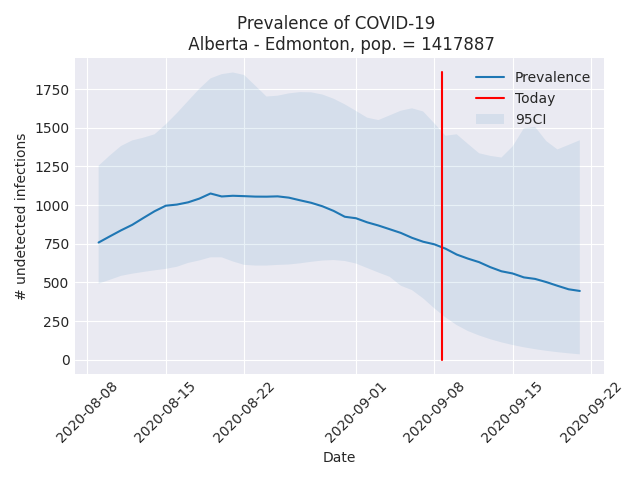 Prevalence of COVID-19
Alberta - Edmonton, pop. = 1417887
Prevalence
Today
95CI
1750
1500
1250
1000
750
500
250
0
# undetected infections
2020-08-08
2020-08-15
2020-08-22
2020-09-01
2020-09-08
2020-09-15
2020-09-22
Date